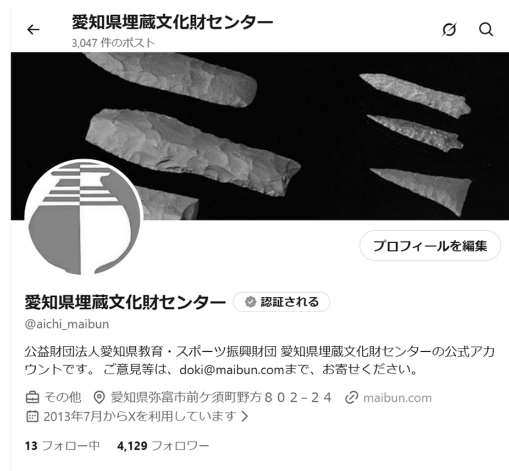 愛知県埋蔵文化財センター
3,047 件のポスト
プロフィールを編集
愛知県埋蔵文化財センター 認証される
@aichi_maibun
公益財団法人愛知県教育・スポーツ振興財団 愛知県埋蔵文化財センターの公式アカ
ウントです。 ご意見等は、doki@maibun.comまで、お寄せください。
その他 愛知県弥富市前ケ須町野方８０２−２４ maibun.com
2013年7月からXを利用しています
13 フォロー中 4,129 フォロワー